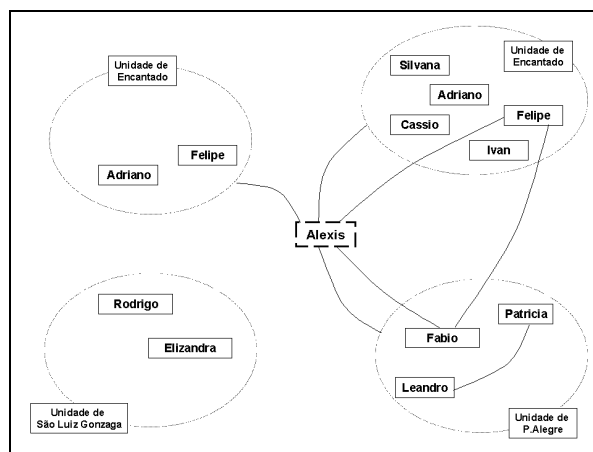 Unidade de
Encantado
Felipe
Adriano
Silvana
Unidade de
Encantado
Adriano
Cassio
Felipe
Ivan
Alexis
Rodrigo
Elizandra
Unidade de
São Luiz Gonzaga
Patricia
Fabio
Leandro
Unidade de
P.Alegre